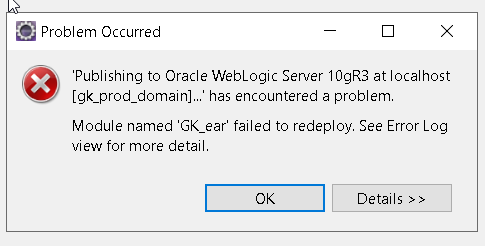 Problem Occurred
'Publishing to Oracle WebLogic Server 10gR3 at localhost
[gk_prod_domain]...' has encountered a problem.
Module named 'GK_ear' failed to redeploy. See Error Log
view for more detail.
OK
Details >>